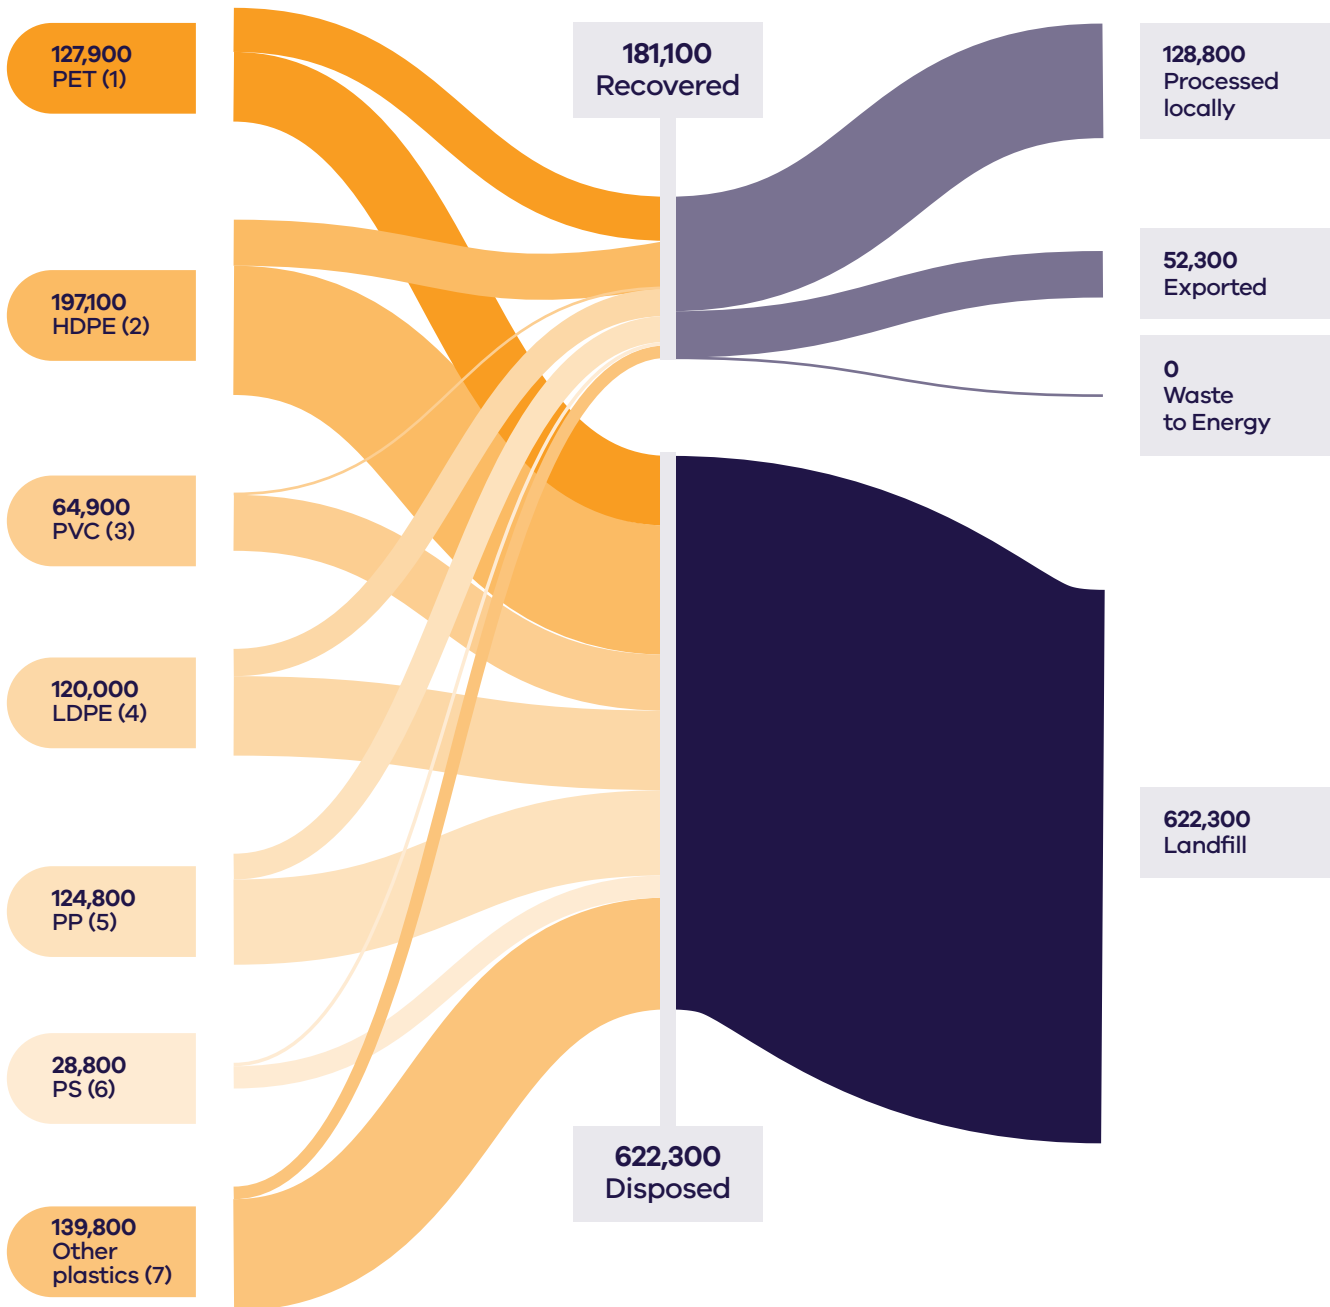 127,900
PET (1)
197,100
HDPE (2)
64,900
PVC (3)
120,000
LDPE (4)
124,800
PP (5)
28,800
PS (6)
139,800
Other
plastics (7)
181,100
Recovered
622,300
Disposed
128,800
Processed
locally
52,300
Exported
0
Waste
to Energy
622,300
Landfill